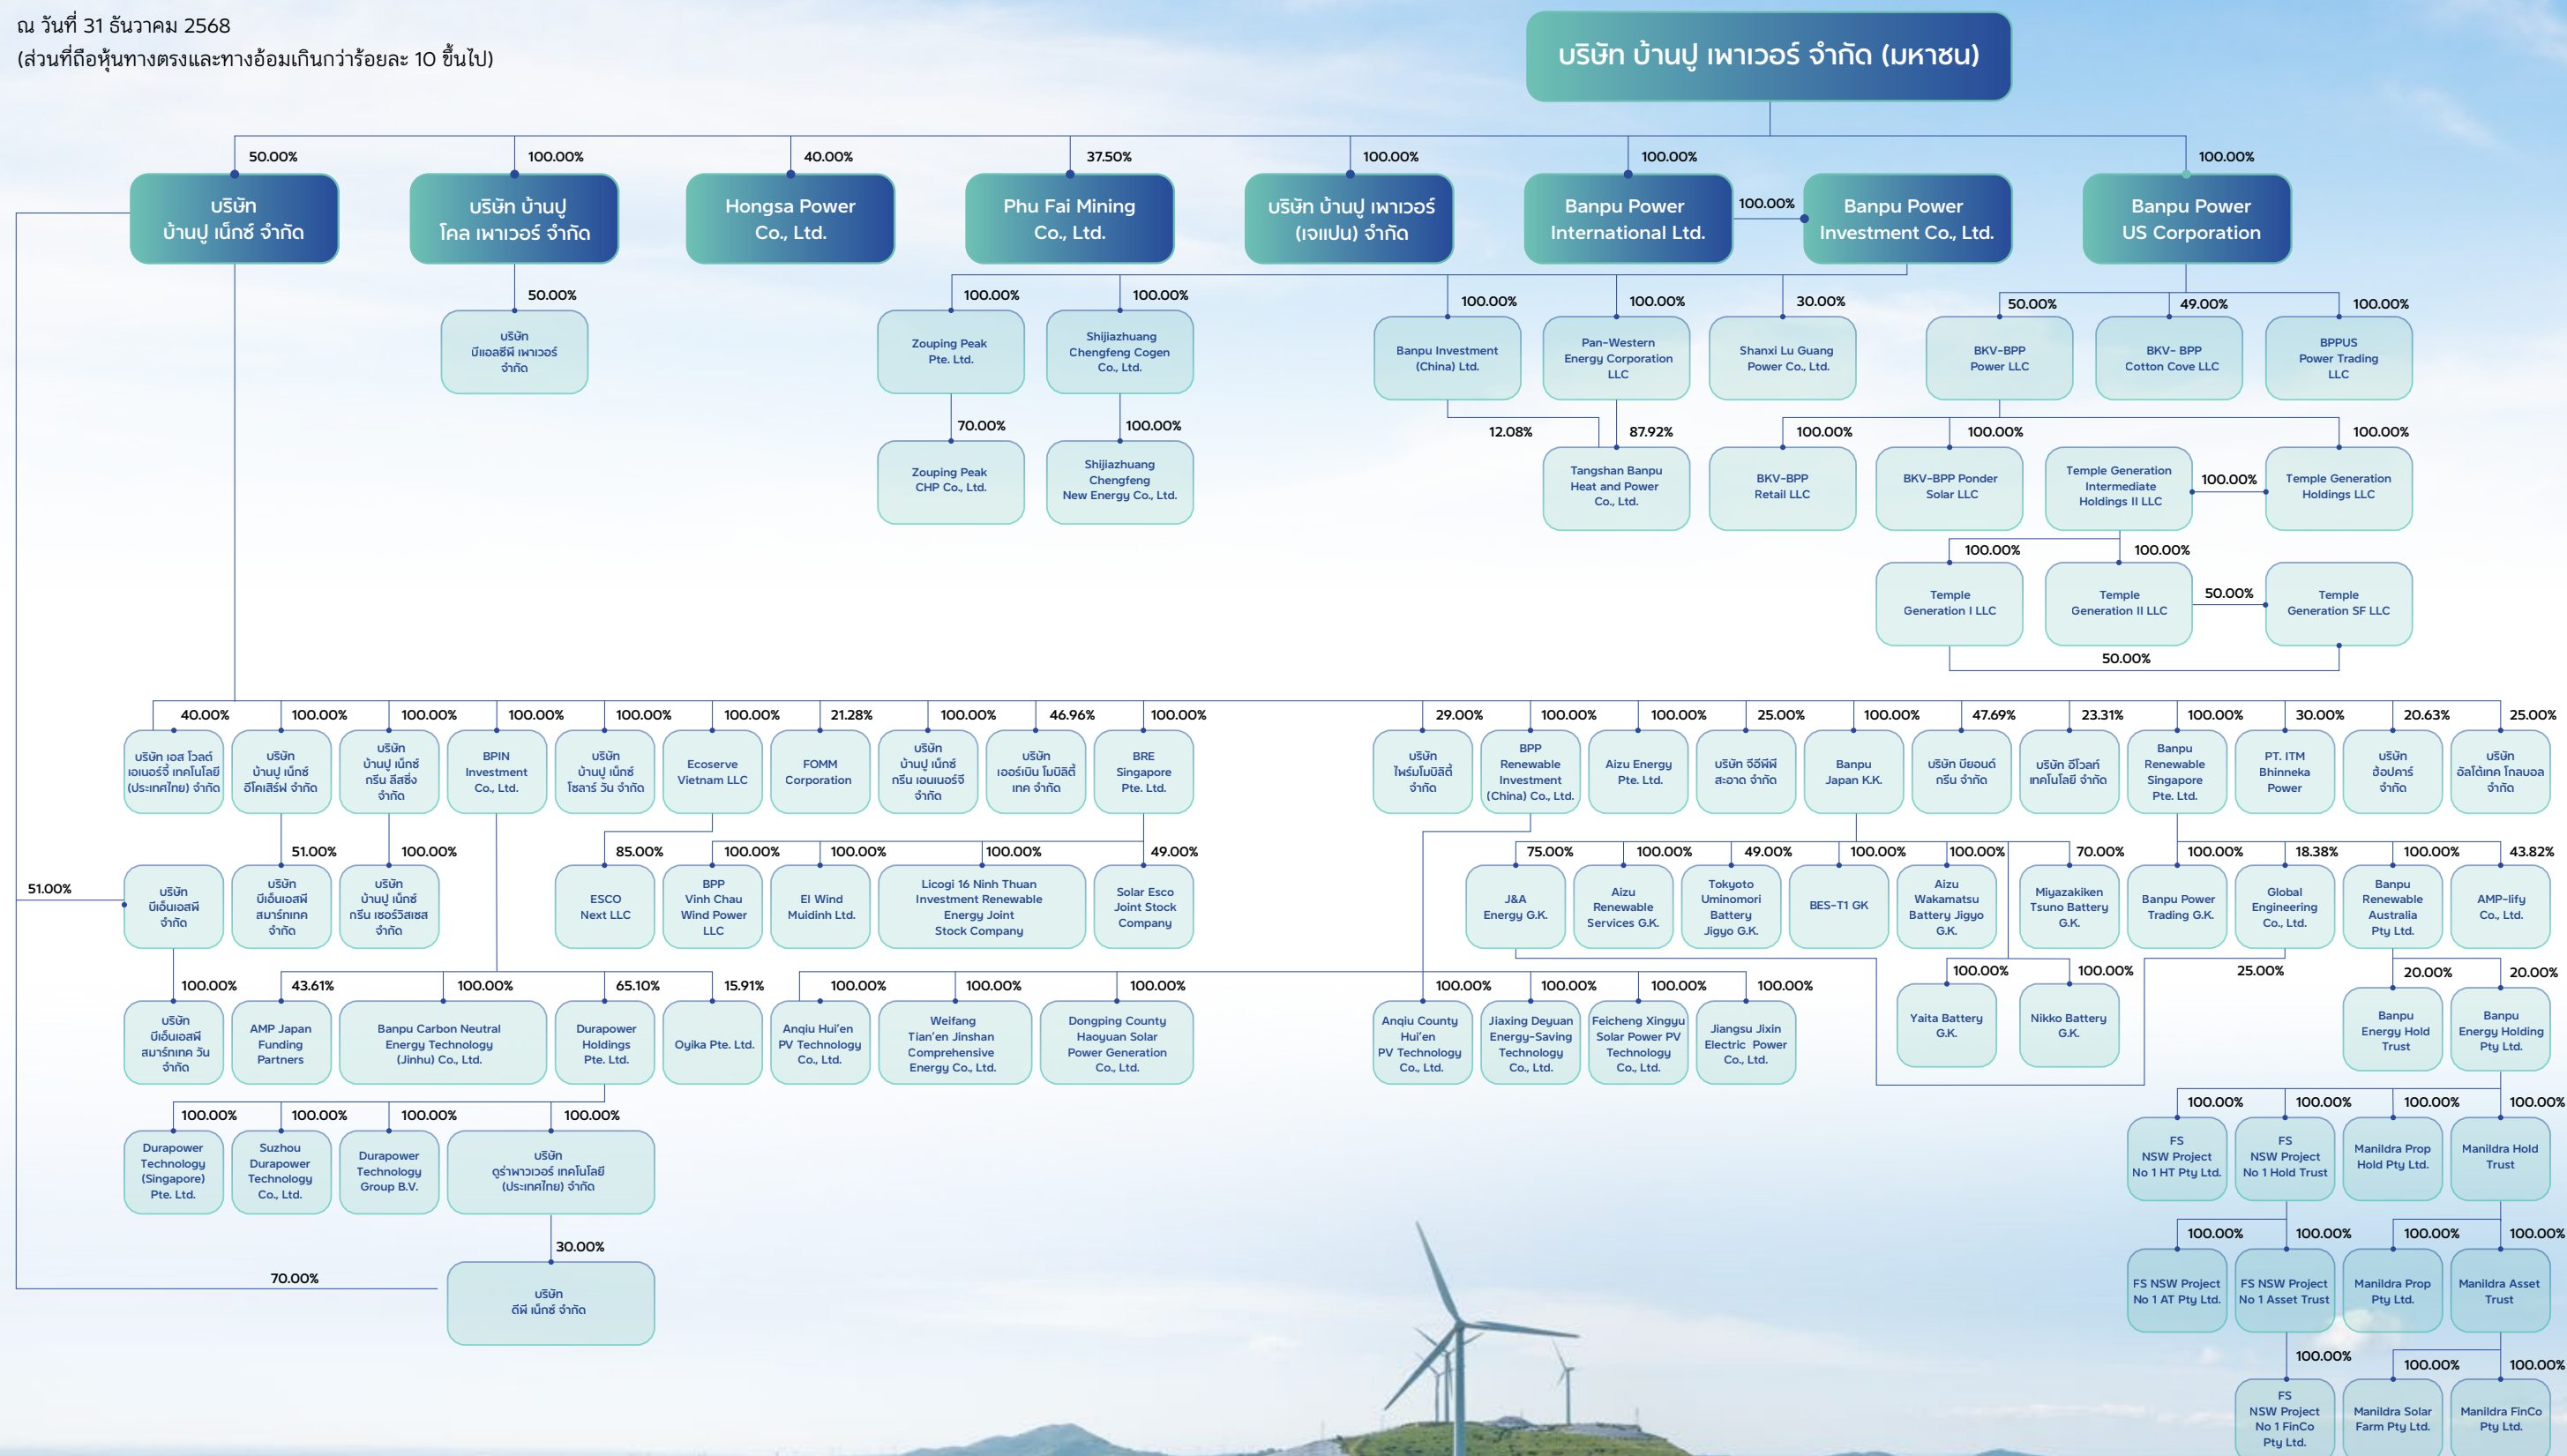 ณ วันที่ 31 ธันวาคม 2568
(ส่วนที่ถือหุ้นทางตรงและทางอ้อมเกินกว่าร้อยละ 10 ขึ้นไป)
บริษัท บ้านปู เพาเวอร์ จำกัด (มหาชน)
50.00%
100.00%
40.00%
37.50%
100.00%
100.00%
100.00%
บริษัท
บ้านปู เน็กซ์ จำกัด
บริษัท บ้านปู
โคล เพาเวอร์ จำกัด
Hongsa Power
Co., Ltd.
Phu Fai Mining
Co., Ltd.
บริษัท บ้านปู เพาเวอร์
(เจแปน) จำกัด
Banpu Power
International Ltd.
100.00%
Banpu Power
Investment Co., Ltd.
Banpu Power
US Corporation
50.00%
100.00%
100.00%
100.00%
100.00%
30.00%
50.00%
49.00%
100.00%
บริษัท
บีแอลซีพี เพาเวอร์
จำกัด
Zouping Peak
Pte. Ltd.
Shijiazhuang
Chengfeng Cogen
Co., Ltd.
Banpu Investment
(China) Ltd.
Pan-Western
Energy Corporation
LLC
Shanxi Lu Guang
Power Co., Ltd.
BKV-BPP
Power LLC
BKV- BPP
Cotton Cove LLC
BPPUS
Power Trading
LLC
70.00%
100.00%
12.08%
87.92%
100.00%
100.00%
100.00%
Zouping Peak
CHP Co., Ltd.
Shijiazhuang
Chengfeng
New Energy Co., Ltd.
Tangshan Banpu
Heat and Power
Co., Ltd.
BKV-BPP
Retail LLC
BKV-BPP Ponder
Solar LLC
Temple Generation
Intermediate
Holdings II LLC
100.00%
Temple Generation
Holdings LLC
100.00%
100.00%
Temple
Generation I LLC
Temple
Generation II LLC
50.00%
Temple
Generation SF LLC
50.00%
40.00%
100.00%
100.00%
100.00%
100.00%
100.00%
21.28%
100.00%
46.96%
100.00%
29.00%
100.00%
100.00%
25.00%
100.00%
47.69%
23.31%
100.00%
30.00%
20.63%
25.00%
บริษัท เอส โวลต์
เอเนอร์จี้ เทคโนโลยี
(ประเทศไทย) จำกัด
บริษัท
บ้านปู เน็กซ์
อีโคเสิร์ฟ จำกัด
บริษัท
บ้านปู เน็กซ์
กรีน ลีสซิ่ง
จำกัด
BPIN
Investment
Co., Ltd.
บริษัท
บ้านปู เน็กซ์
โซลาร์ วัน จำกัด
Ecoserve
Vietnam LLC
FOMM
Corporation
บริษัท
บ้านปู เน็กซ์
กรีน เอนเนอร์จี
จำกัด
บริษัท
เออร์เบิน โมบิลิตี้
เทค จำกัด
BRE
Singapore
Pte. Ltd.
บริษัท
ไพร์มโมบิลิตี้
จำกัด
BPP
Renewable
Investment
(China) Co., Ltd.
Aizu Energy
Pte. Ltd.
บริษัท จีอีพีพี
สะอาด จำกัด
Banpu
Japan K.K.
บริษัท บียอนด์
กรีน จำกัด
บริษัท อีโวลท์
เทคโนโลยี จำกัด
Banpu
Renewable
Singapore
Pte. Ltd.
PT. ITM
Bhinneka
Power
บริษัท
ฮ้อปคาร์
จำกัด
บริษัท
อัลโต้เทค โกลบอล
จำกัด
51.00%
51.00%
100.00%
85.00%
100.00%
100.00%
100.00%
49.00%
75.00%
100.00%
49.00%
100.00%
100.00%
70.00%
100.00%
18.38%
100.00%
43.82%
บริษัท
บีเอ็นเอสพี
จำกัด
บริษัท
บีเอ็นเอสพี
สมาร์ทเทค
จำกัด
บริษัท
บ้านปู เน็กซ์
กรีน เซอร์วิสเซส
จำกัด
ESCO
Next LLC
BPP
Vinh Chau
Wind Power
LLC
El Wind
Muidinh Ltd.
Licogi 16 Ninh Thuan
Investment Renewable
Energy Joint
Stock Company
Solar Esco
Joint Stock
Company
J&A
Energy G.K.
Aizu
Renewable
Services G.K.
Tokyoto
Uminomori
Battery
Jigyo G.K.
BES-T1 GK
Aizu
Wakamatsu
Battery Jigyo
G.K.
Miyazakiken
Tsuno Battery
G.K.
Banpu Power
Trading G.K.
Global
Engineering
Co., Ltd.
Banpu
Renewable
Australia
Pty Ltd.
AMP-lify
Co., Ltd.
100.00%
43.61%
100.00%
65.10%
15.91%
100.00%
100.00%
100.00%
100.00%
100.00%
100.00%
100.00%
100.00%
100.00%
25.00%
20.00%
20.00%
บริษัท
บีเอ็นเอสพี
สมาร์ทเทค วัน
จำกัด
AMP Japan
Funding
Partners
Banpu Carbon Neutral
Energy Technology
(Jinhu) Co., Ltd.
Durapower
Holdings
Pte. Ltd.
Oyika Pte. Ltd.
Anqiu Hui'en
PV Technology
Co., Ltd.
Weifang
Tian'en Jinshan
Comprehensive
Energy Co., Ltd.
Dongping County
Haoyuan Solar
Power Generation
Co., Ltd.
Anqiu County
Hui'en
PV Technology
Co., Ltd.
Jiaxing Deyuan
Energy-Saving
Technology
Co., Ltd.
Feicheng Xingyu
Solar Power PV
Technology
Co., Ltd.
Jiangsu Jixin
Electric Power
Co., Ltd.
Yaita Battery
G.K.
Nikko Battery
G.K.
Banpu
Energy Hold
Trust
Banpu
Energy Holding
Pty Ltd.
100.00%
100.00%
100.00%
100.00%
100.00%
100.00%
100.00%
100.00%
Durapower
Technology
(Singapore)
Pte. Ltd.
Suzhou
Durapower
Technology
Co., Ltd.
Durapower
Technology
Group B.V.
บริษัท
ดูร่าพาวเวอร์ เทคโนโลยี
(ประเทศไทย) จำกัด
FS
NSW Project
No 1 HT Pty Ltd.
FS
NSW Project
No 1 Hold Trust
Manildra Prop
Hold Pty Ltd.
Manildra Hold
Trust
30.00%
70.00%
100.00%
100.00%
100.00%
100.00%
บริษัท
ดีพี เน็กซ์ จำกัด
FS NSW Project
No 1 AT Pty Ltd.
FS NSW Project
No 1 Asset Trust
Manildra Prop
Pty Ltd.
Manildra Asset
Trust
100.00%
100.00%
100.00%
FS
NSW Project
No 1 FinCo
Pty Ltd.
Manildra Solar
Farm Pty Ltd.
Manildra FinCo
Pty Ltd.